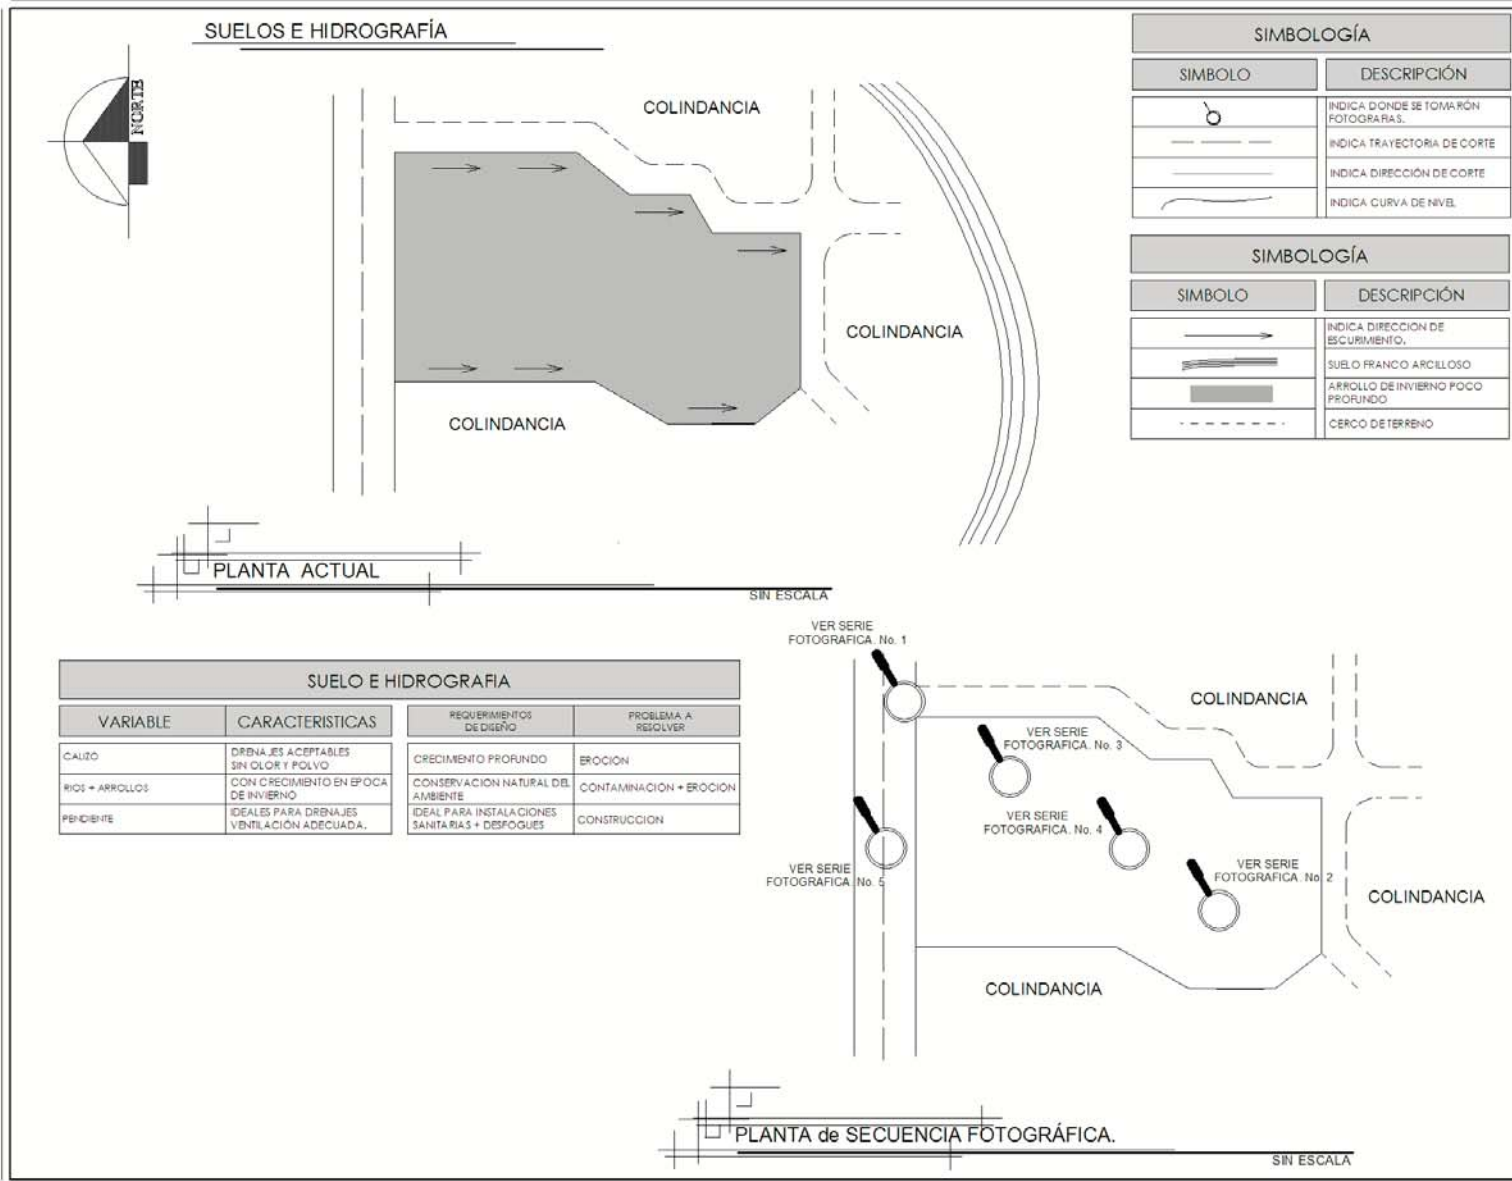 SUELOS E HIDROGRAFÍA
NORTE
COLINDANCIA
COLINDANCIA
COLINDANCIA
PLANTA ACTUAL
SIN ESCALA
SIMBOLOGÍA
SIMBOLO DESCRIPCIÓN
INDICA DONDE SE TOMARÓN
FOTOGRAFIAS.
INDICA TRAYECTORIA DE CORTE
INDICA DIRECCIÓN DE CORTE
INDICA CURVA DE NIVEL
SIMBOLOGÍA
SIMBOLO DESCRIPCIÓN
INDICA DIRECCION DE
ESCURIMIENTO.
SUELO FRANCO ARCILLOSO
ARROLLO DE INVIERNO POCO
PROFUNDO
CERCO DE TERRENO
SUELO E HIDROGRAFIA
VARIABLE CARACTERISTICAS REQUERIMIENTOS
DE DISEÑO PROBLEMA A
RESOLVER
CALIZO DRENAJES ACEPTABLES
SIN OLOR Y POLVO CRECIMIENTO PROFUNDO EROCION
RIOS + ARROLLOS CON CRECIMIENTO EN EPOCA
DE INVIERNO CONSERVACION NATURAL DEL
AMBIENTE CONTAMINACION + EROCION
PENDIENTE IDEALES PARA DRENAJES
VENTILACIÓN ADECUADA. IDEAL PARA INSTALACIONES
SANITARIAS + DESFOGUES CONSTRUCCION
VER SERIE
FOTOGRAFICA. No. 1
COLINDANCIA
VER SERIE
FOTOGRAFICA. No. 3
VER SERIE
FOTOGRAFICA. No. 4
VER SERIE
FOTOGRAFICA. No. 5
VER SERIE
FOTOGRAFICA. No. 2
COLINDANCIA
COLINDANCIA
PLANTA de SECUENCIA FOTOGRÁFICA.
SIN ESCALA